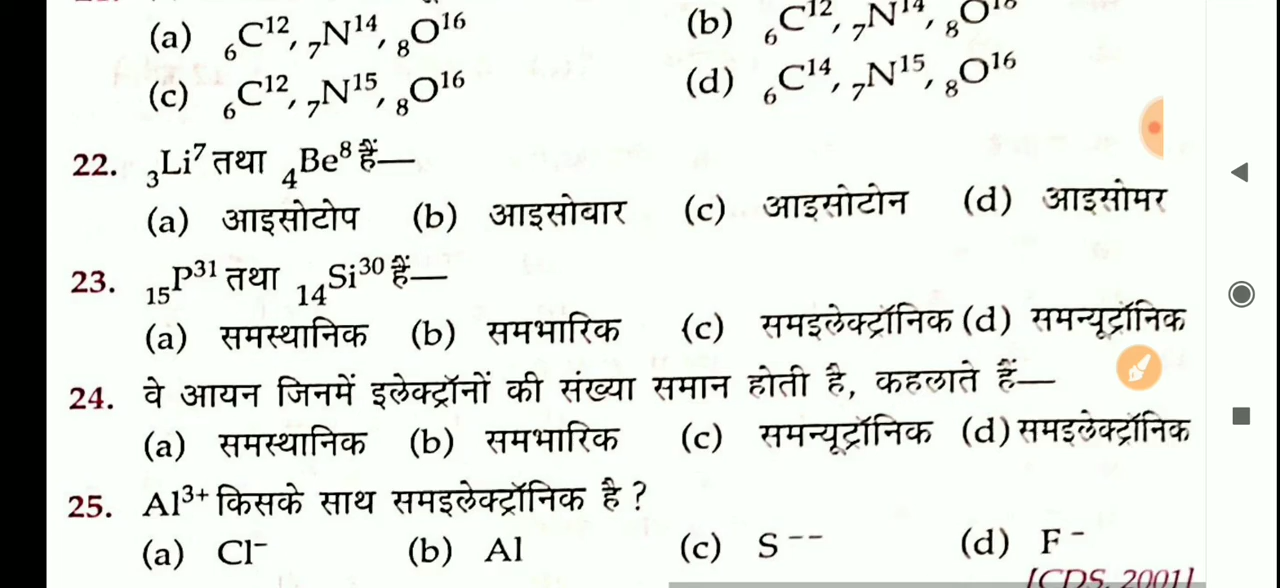 (a) ₆C¹², ₇N¹⁴, ₈O¹⁶ (b) ₆C¹², ₇N¹⁴, ₈O
(c) ₆C¹², ₇N¹⁵, ₈O¹⁶ (d) ₆C¹⁴, ₇N¹⁵, ₈O¹⁶
22. ₃Li⁷ तथा ₄Be⁸ हैं—
(a) आइसोटोप (b) आइसोवार (c) आइसोटोन (d) आइसोमर
23. ₁₅P³¹ तथा ₁₄Si³⁰ हैं—
(a) समस्थानिक (b) समभारिक (c) समइलेक्ट्रॉनिक (d) समन्यूट्रॉनिक
24. वे आयन जिनमें इलेक्ट्रॉनों की संख्या समान होती है, कहलाते हैं—
(a) समस्थानिक (b) समभारिक (c) समन्यूट्रॉनिक (d) समइलेक्ट्रॉनिक
25. Al³⁺ किसके साथ समइलेक्ट्रॉनिक है ?
(a) Cl⁻ (b) Al (c) S⁻⁻ (d) F⁻
[CDS, 2001]